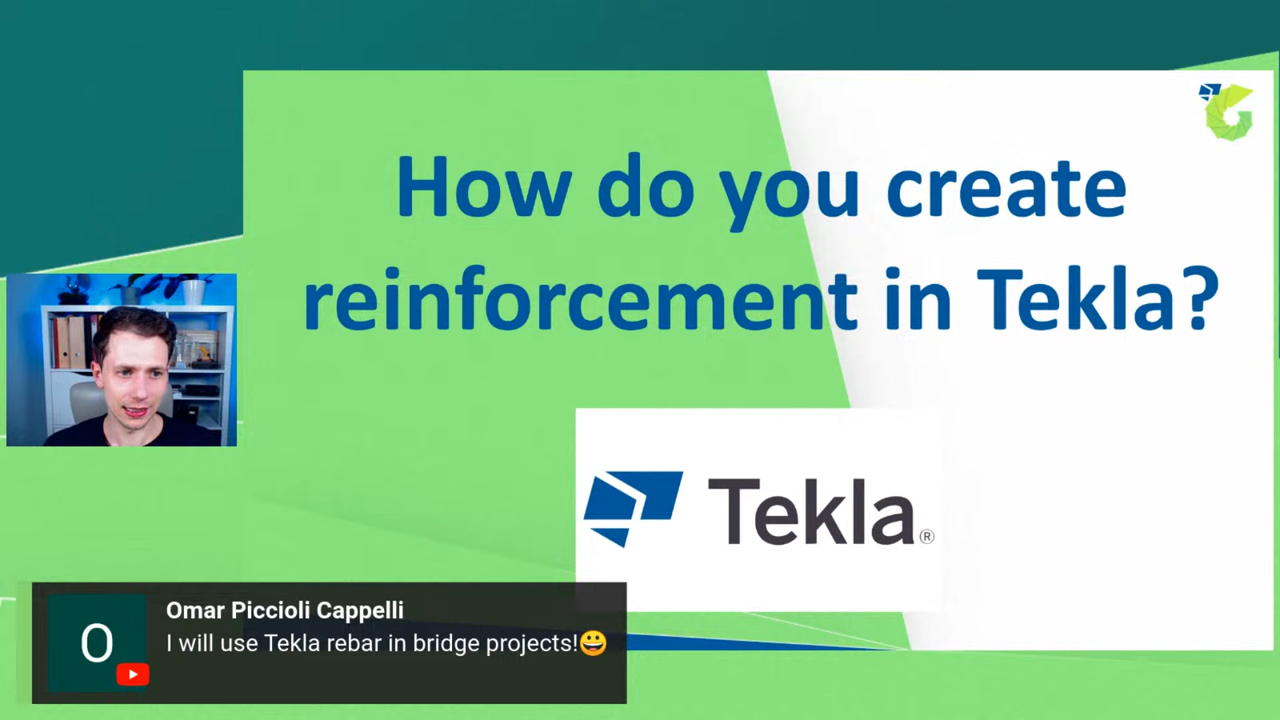 How do you create
reinforcement in Tekla?
Tekla®
O
Omar Piccioli Cappelli
I will use Tekla rebar in bridge projects!😀